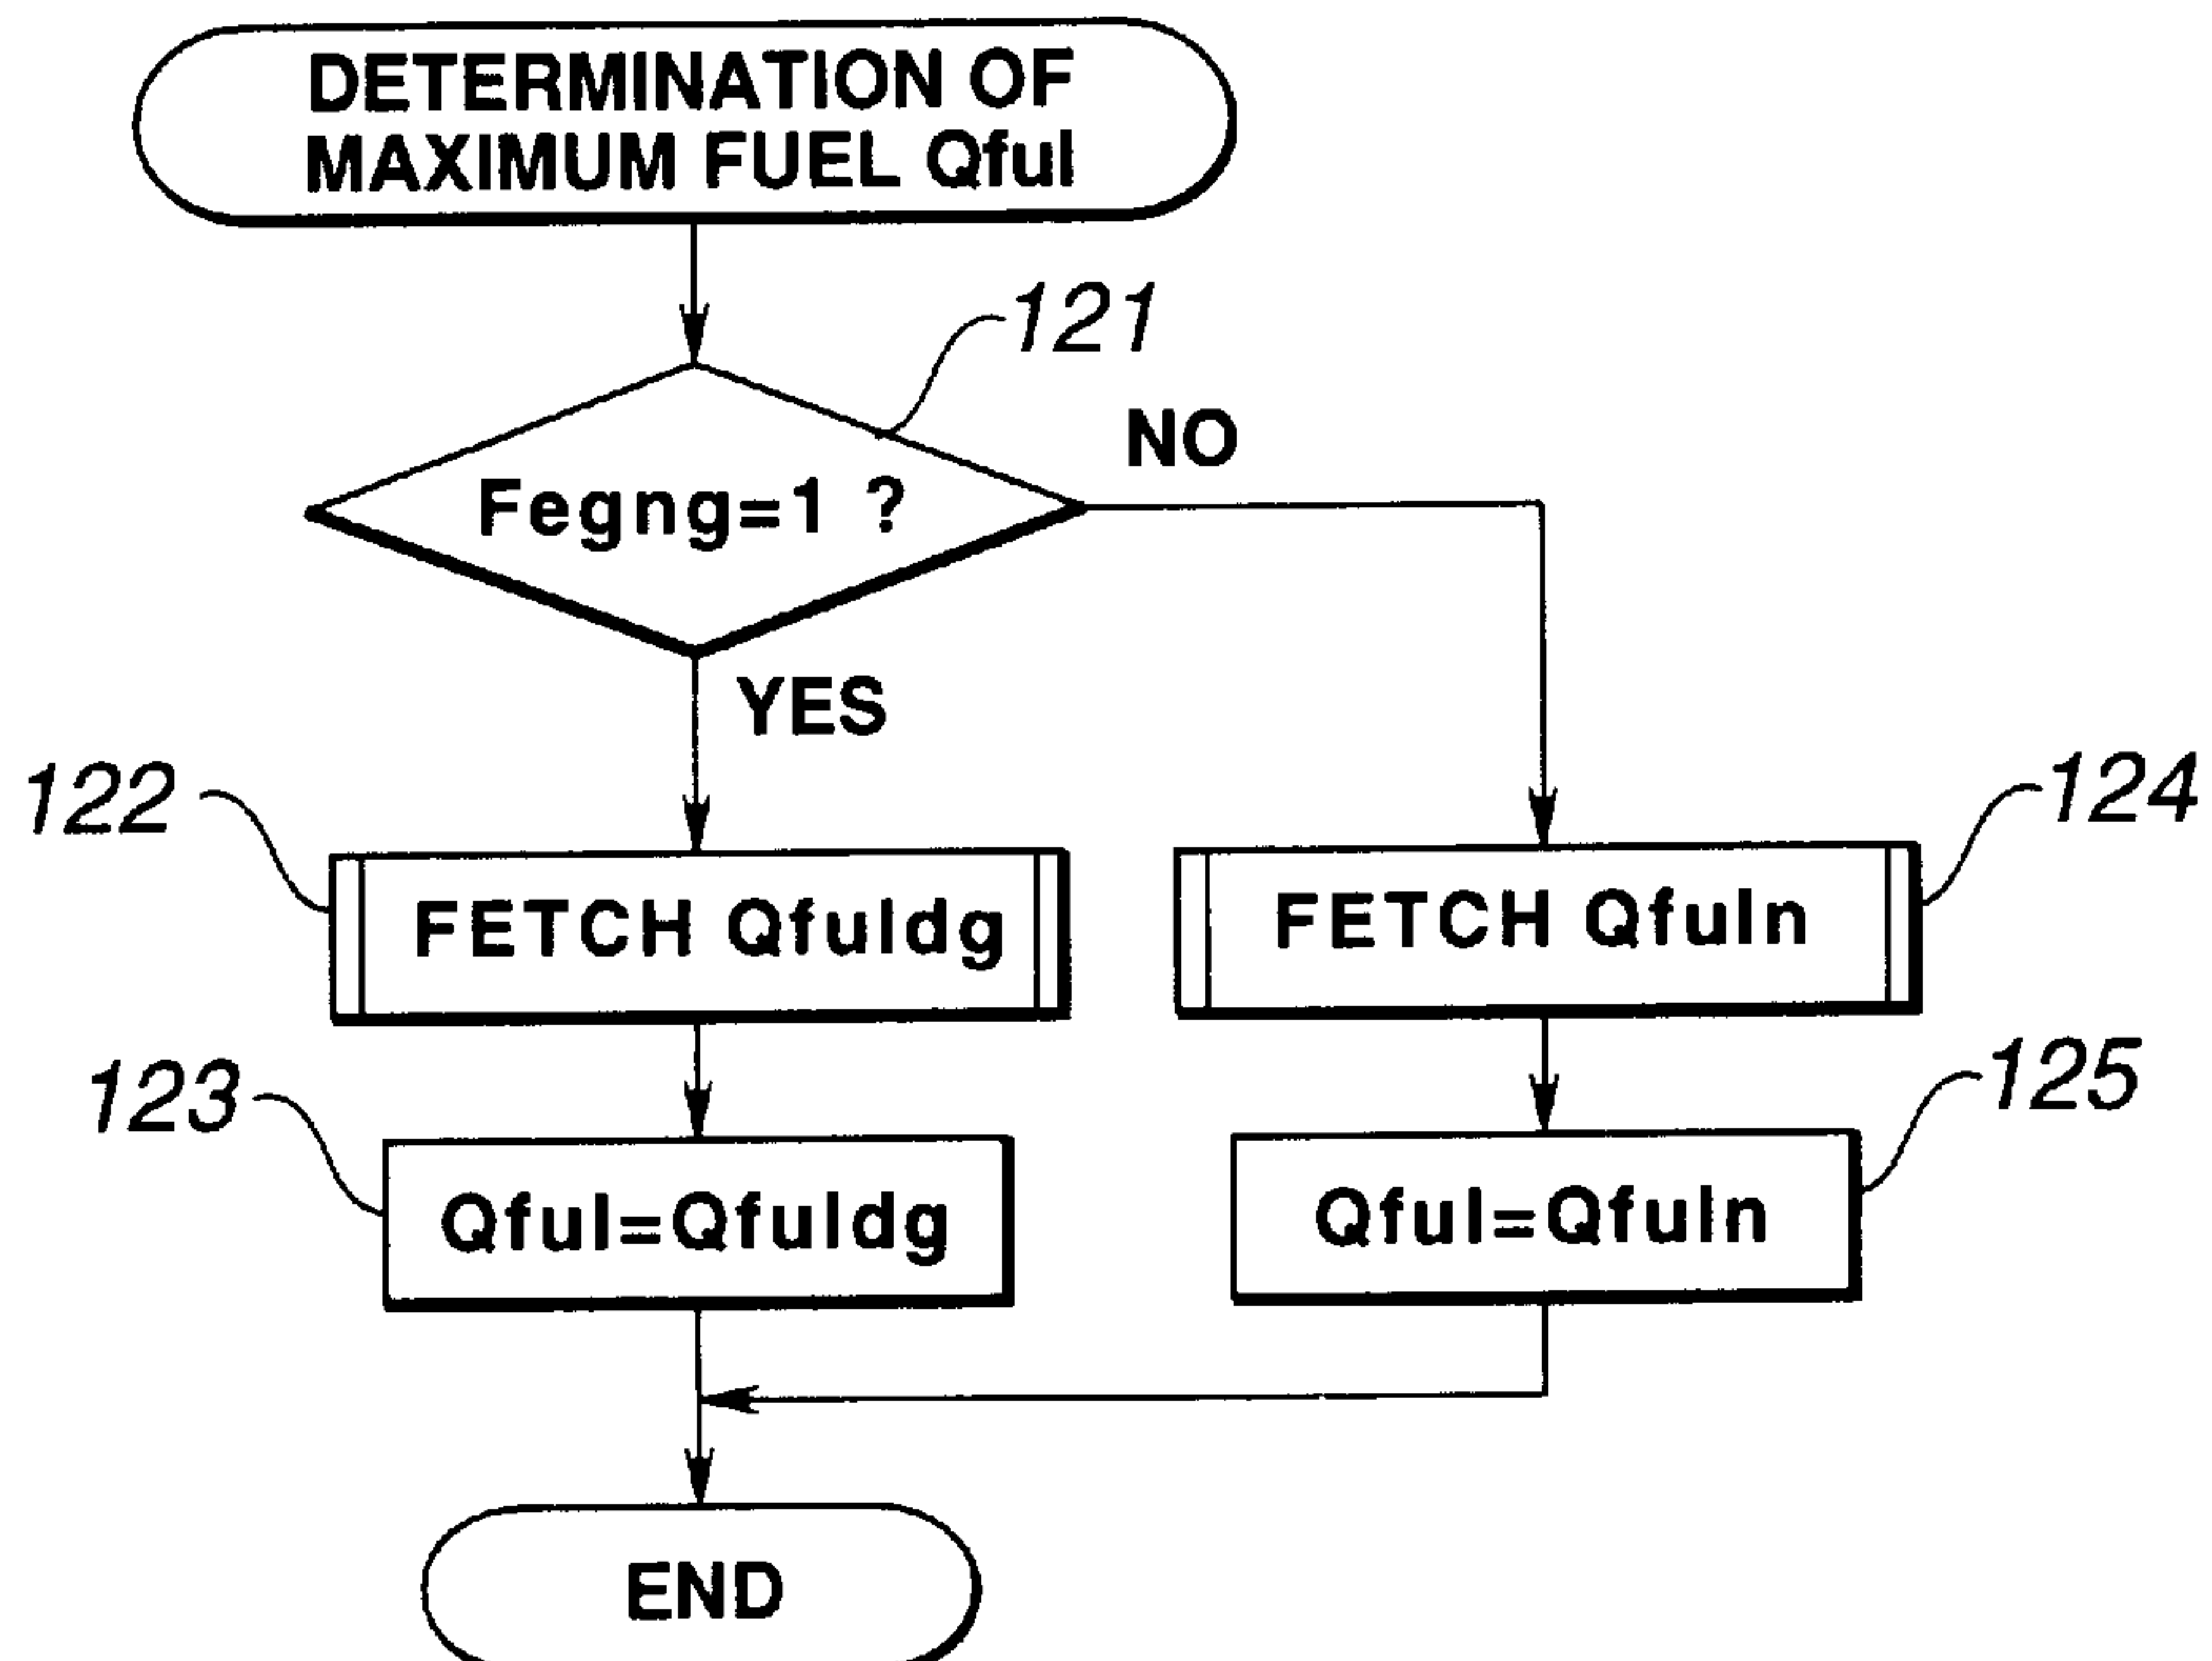 DETERMINATION OF
MAXIMUM FUEL Qful
121
NO
Fegng=1 ?
YES
122
124
FETCH Qfuldg
FETCH Qfuln
123
125
Qful=Qfuldg
Qful=Qfuln
END